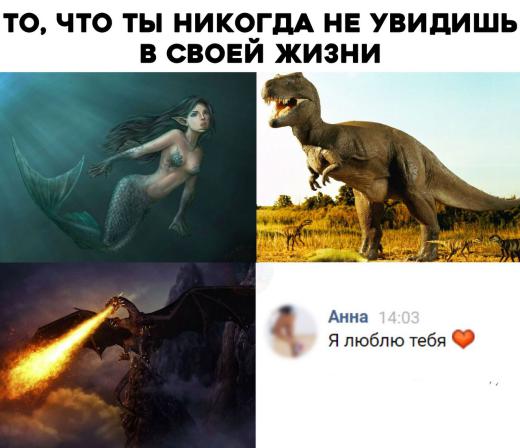 ТО, ЧТО ТЫ НИКОГДА НЕ УВИДИШЬ
В СВОЕЙ ЖИЗНИ
Анна 14:03
Я люблю тебя ❤